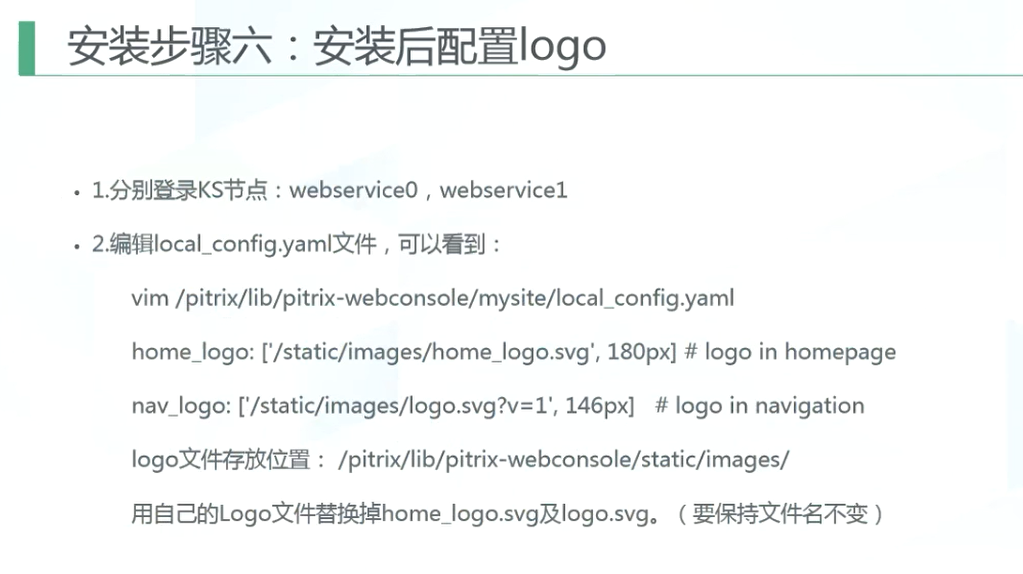 安装步骤六：安装后配置logo
• 1.分别登录KS节点：webservice0，webservice1
• 2.编辑local_config.yaml文件，可以看到：
vim /pitrix/lib/pitrix-webconsole/mysite/local_config.yaml
home_logo: ['/static/images/home_logo.svg', 180px] # logo in homepage
nav_logo: ['/static/images/logo.svg?v=1', 146px]   # logo in navigation
logo文件存放位置： /pitrix/lib/pitrix-webconsole/static/images/
用自己的Logo文件替换掉home_logo.svg及logo.svg。（要保持文件名不变）